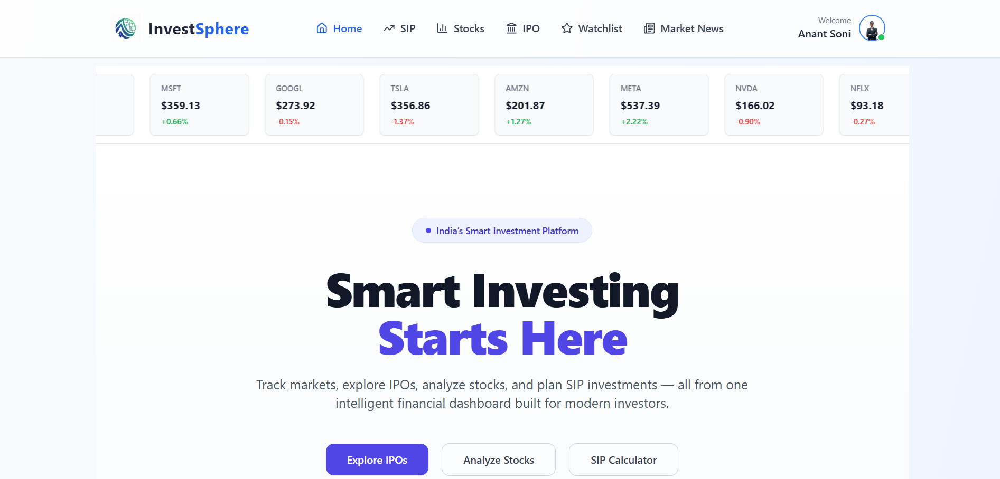 InvestSphere
Home
SIP
Stocks
IPO
Watchlist
Market News
Welcome
Anant Soni
MSFT
$359.13
+0.66%
GOOGL
$273.92
-0.15%
TSLA
$356.86
-1.37%
AMZN
$201.87
+1.27%
META
$537.39
+2.22%
NVDA
$166.02
-0.90%
NFLX
$93.18
-0.27%
India's Smart Investment Platform
Smart Investing
Starts Here
Track markets, explore IPOs, analyze stocks, and plan SIP investments — all from one
intelligent financial dashboard built for modern investors.
Explore IPOs
Analyze Stocks
SIP Calculator